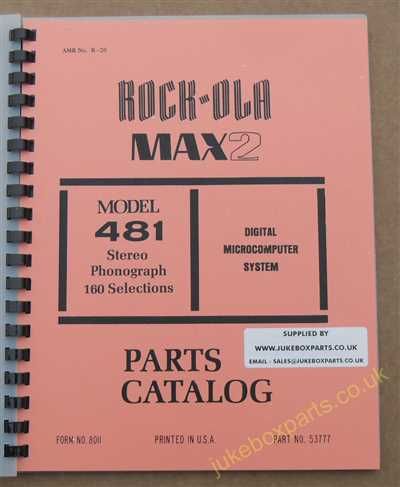 AMR No. R-20
ROCK-OLA
MAX2
MODEL
481
Stereo
Phonograph
160 Selections
DIGITAL
MICROCOMPUTER
SYSTEM
SUPPLIED BY
WWW.JUKEBOXPARTS.CO.UK
EMAIL - SALES@JUKEBOXPARTS.CO.UK
PARTS
CATALOG
FORM NO. 8011 PRINTED IN U.S.A. PART NO. 53777
jukeboxparts.co.uk